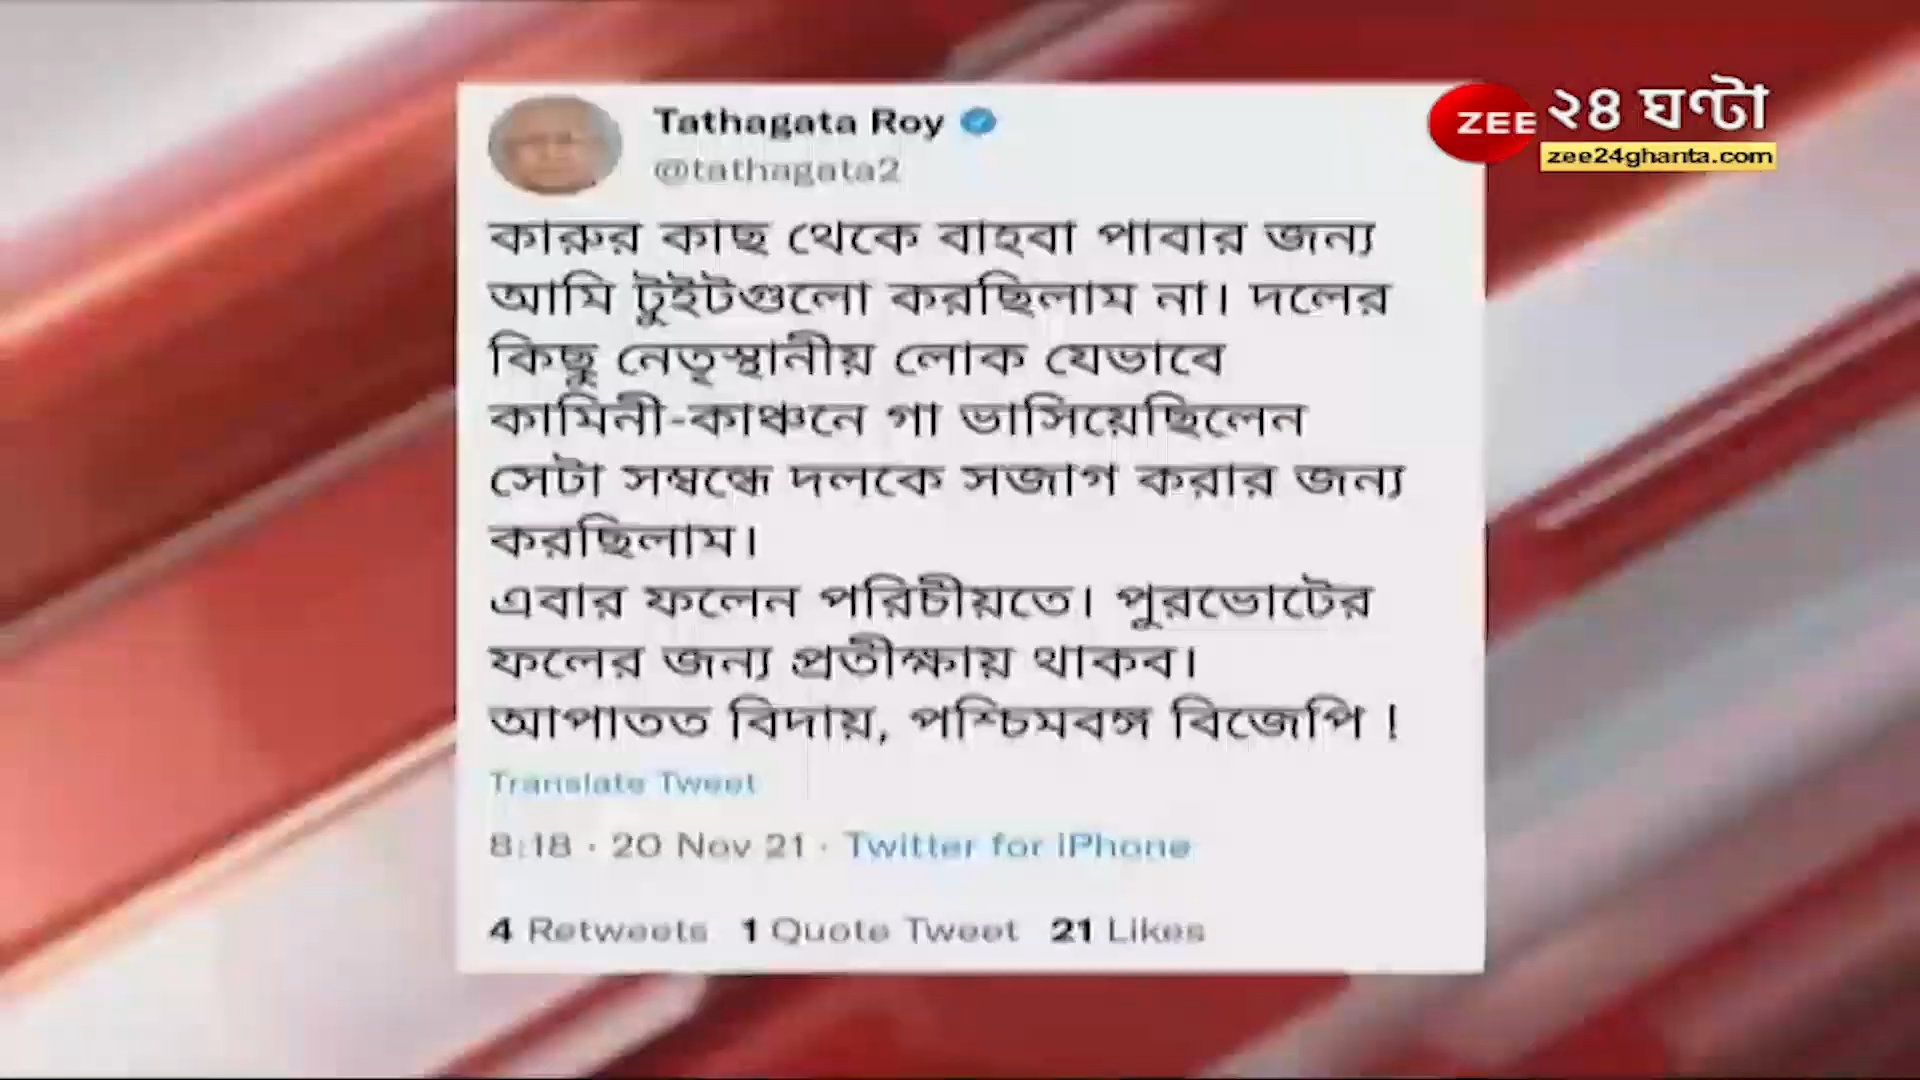 Tathagata Roy
@tathagata2
ZEE ২৪ ঘণ্টা
zee24ghanta.com
কারুর কাছ থেকে বাহবা পাবার জন্য
আমি টুইটগুলো করছিলাম না। দলের
কিছু নেতৃস্থানীয় লোক যেভাবে
কামিনী-কাঞ্চনে গা ভাসিয়েছিলেন
সেটা সম্বন্ধে দলকে সজাগ করার জন্য
করছিলাম।
এবার ফলেন পরিচীয়তে। পুরভোটের
ফলের জন্য প্রতীক্ষায় থাকব।
আপাতত বিদায়, পশ্চিমবঙ্গ বিজেপি !
Translate Tweet
8:18 · 20 Nov 21 · Twitter for iPhone
4 Retweets 1 Quote Tweet 21 Likes